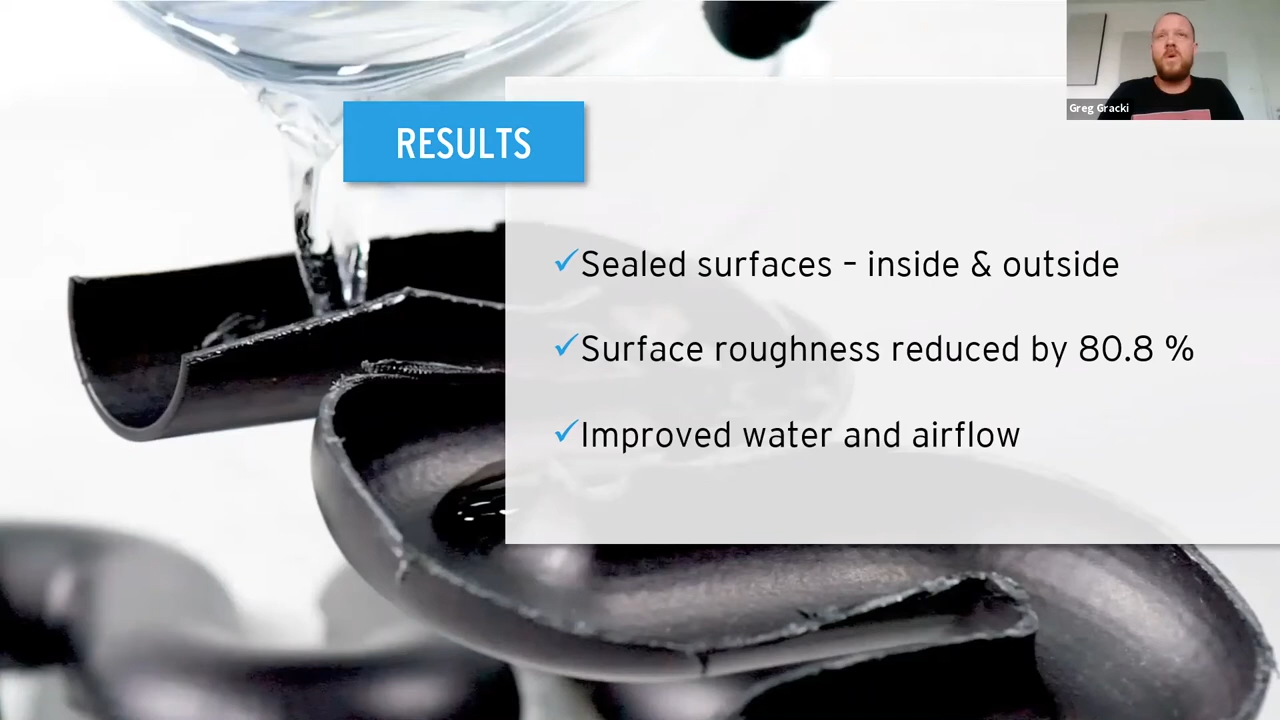 Greg Gracki
RESULTS
✓Sealed surfaces – inside & outside
✓Surface roughness reduced by 80.8 %
✓Improved water and airflow